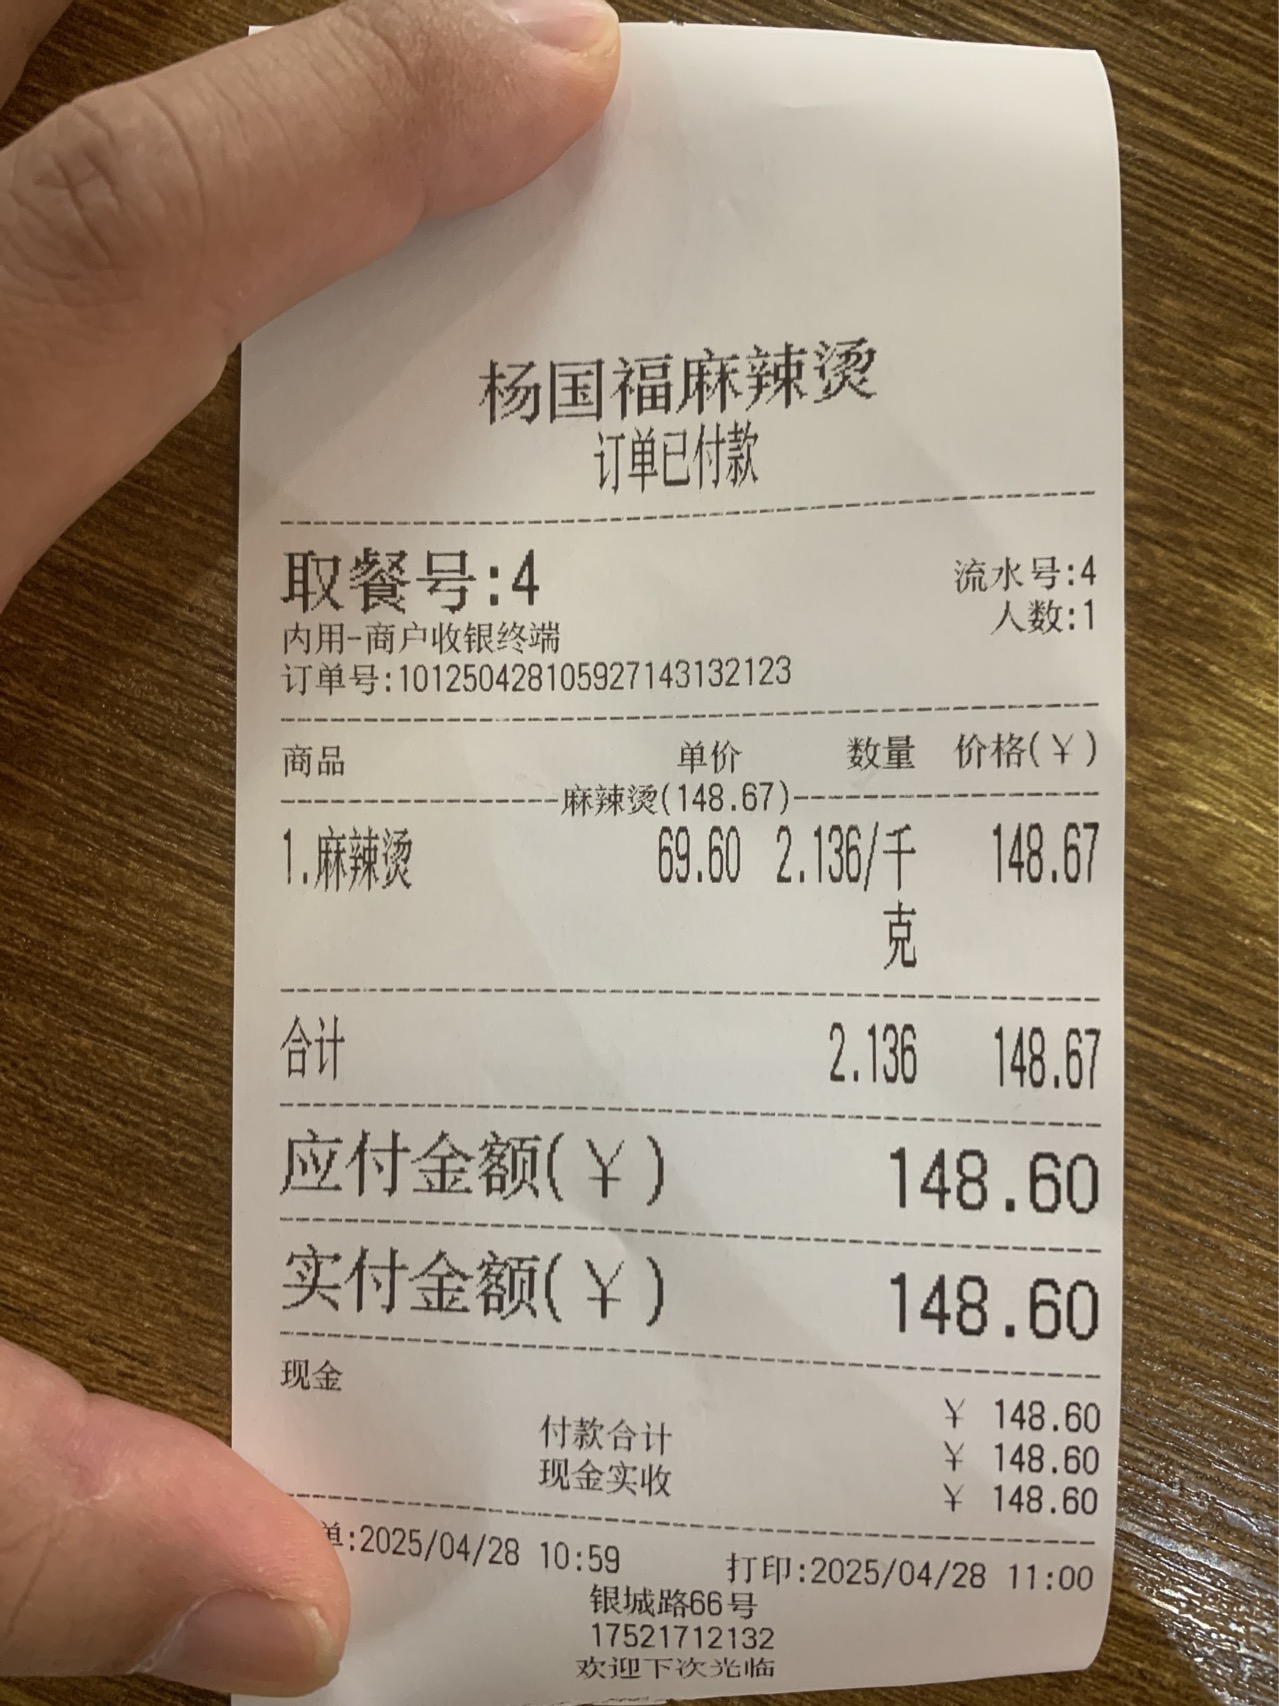 杨国福麻辣烫
订单已付款
取餐号:4 流水号:4
人数:1
内用-商户收银终端
订单号:101250428105927143132123
商品 单价 数量 价格(¥)
麻辣烫(148.67)
1.麻辣烫 69.60 2.136/千克 148.67
合计 2.136 148.67
应付金额(¥) 148.60
实付金额(¥) 148.60
现金 ¥ 148.60
付款合计 ¥ 148.60
现金实收 ¥ 148.60
单:2025/04/28 10:59 打印:2025/04/28 11:00
银城路66号
17521712132
欢迎下次光临